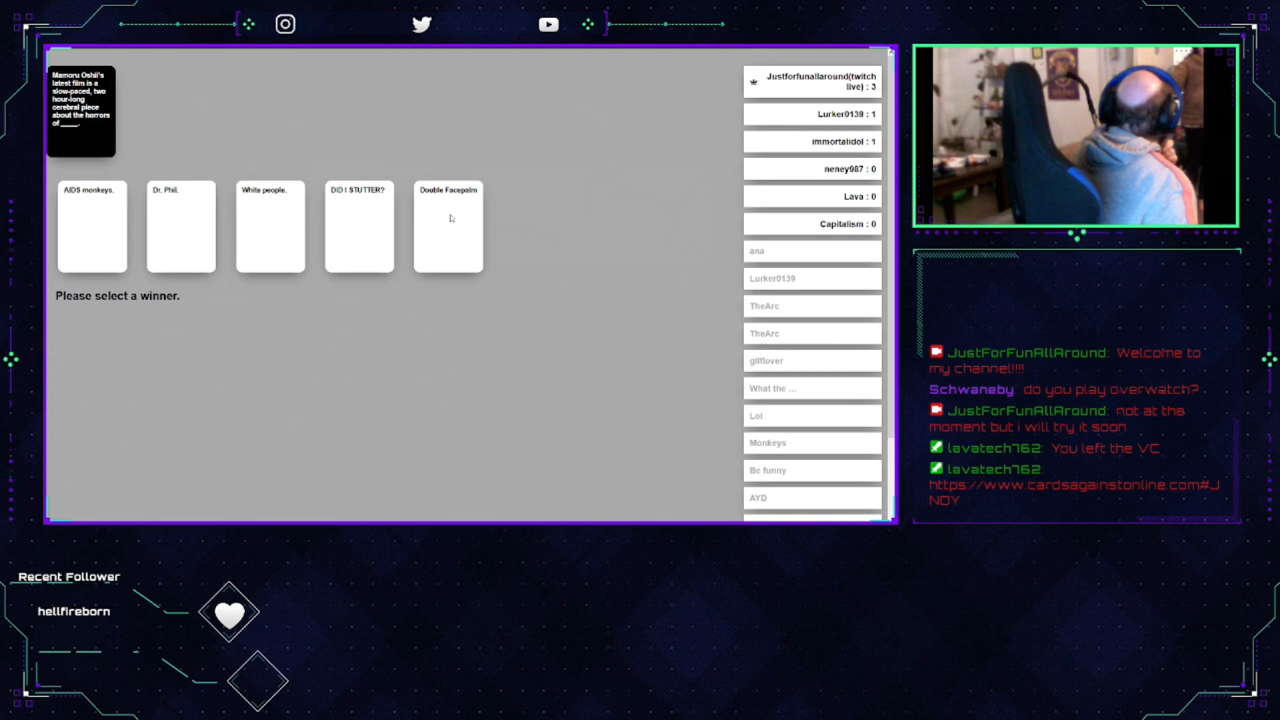 Mamoru Oshii's
latest film is a
slow-paced, two
hour-long
cerebral piece
about the horrors
of ____.
AIDS monkeys.
Dr. Phil.
White people.
DID I STUTTER?
Double Facepalm
Please select a winner.
Justforfunallaround(twitch
live) : 3
Lurker0139 : 1
immortalidol : 1
neney987 : 0
Lava : 0
Capitalism : 0
ana
Lurker0139
TheArc
TheArc
gilflover
What the ...
Lol
Monkeys
Be funny
AYD
JustForFunAllAround: Welcome to
my channel!!!!
Schwaneby: do you play overwatch?
JustForFunAllAround: not at the
moment but i will try it soon
lavatech762: You left the VC
lavatech762:
https://www.cardsagainstonline.com#J
NDY
Recent Follower
hellfireborn